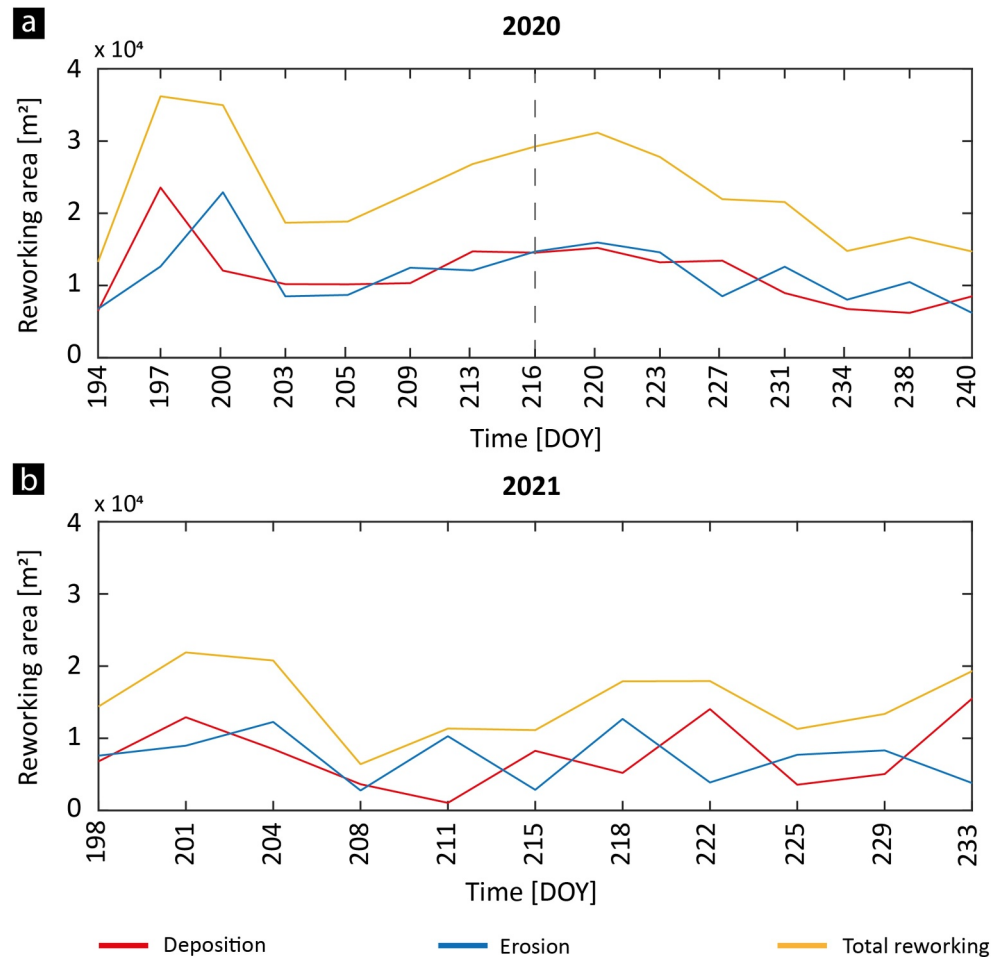 a
2020
x 10⁴
Reworking area [m²]
4
3
2
1
0
194 197 200 203 205 209 213 216 220 223 227 231 234 238 240
Time [DOY]
b
2021
x 10⁴
Reworking area [m²]
4
3
2
1
0
198 201 204 208 211 215 218 222 225 229 233
Time [DOY]
Deposition Erosion Total reworking